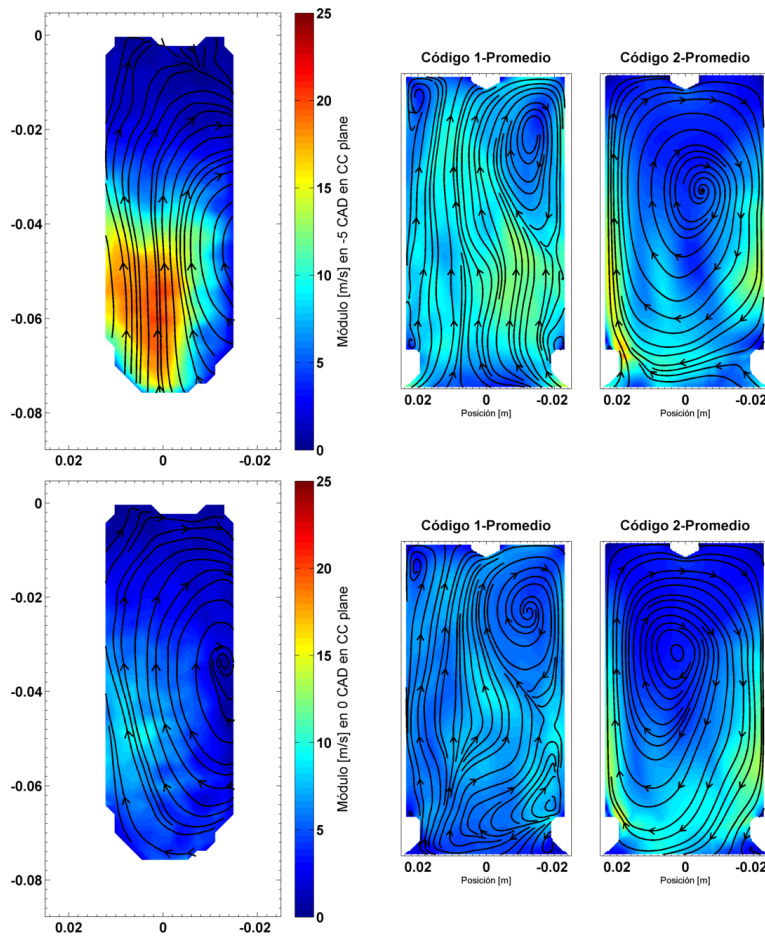 0
-0.02
-0.04
-0.06
-0.08
0.02 0 -0.02
25
20
15
10
5
0
Módulo [m/s] en -5 CAD en CC plane
Código 1-Promedio
0.02 0 -0.02
Posición [m]
Código 2-Promedio
0.02 0 -0.02
Posición [m]
0
-0.02
-0.04
-0.06
-0.08
0.02 0 -0.02
25
20
15
10
5
0
Módulo [m/s] en 0 CAD en CC plane
Código 1-Promedio
0.02 0 -0.02
Posición [m]
Código 2-Promedio
0.02 0 -0.02
Posición [m]